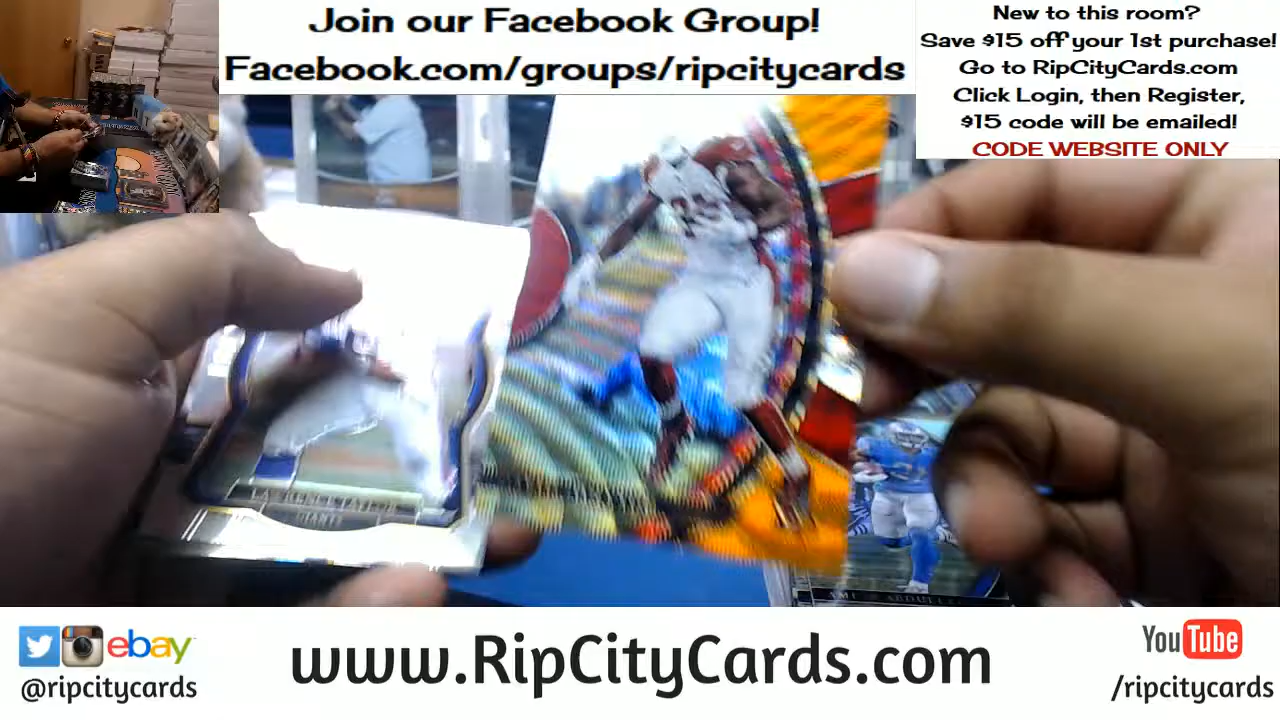 Join our Facebook Group!
Facebook.com/groups/ripcitycards
New to this room?
Save $15 off your 1st purchase!
Go to RipCityCards.com
Click Login, then Register,
$15 code will be emailed!
CODE WEBSITE ONLY
GIANTS
ebay
@ripcitycards
www.RipCityCards.com
YouTube
/ripcitycards